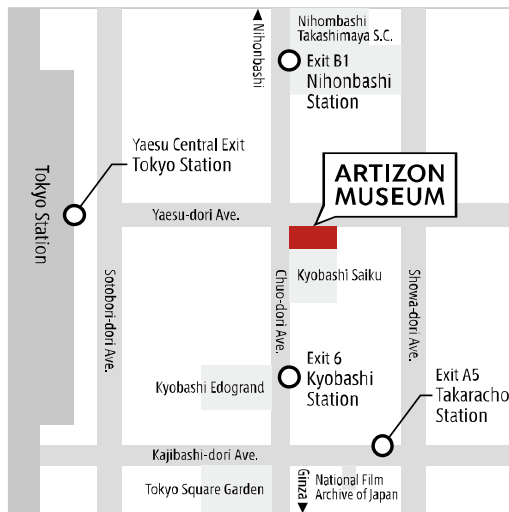 Nihonbashi
Nihombashi
Takashimaya S.C.
Exit B1
Nihonbashi
Station
Yaesu Central Exit
Tokyo Station
ARTIZON
MUSEUM
Tokyo Station
Yaesu-dori Ave.
Kyobashi Saiku
Sotobori-dori Ave.
Chuo-dori Ave.
Showa-dori Ave.
Exit 6
Kyobashi
Station
Kyobashi Edogrand
Exit A5
Takaracho
Station
Kajibashi-dori Ave.
Tokyo Square Garden
Ginza
National Film
Archive of Japan